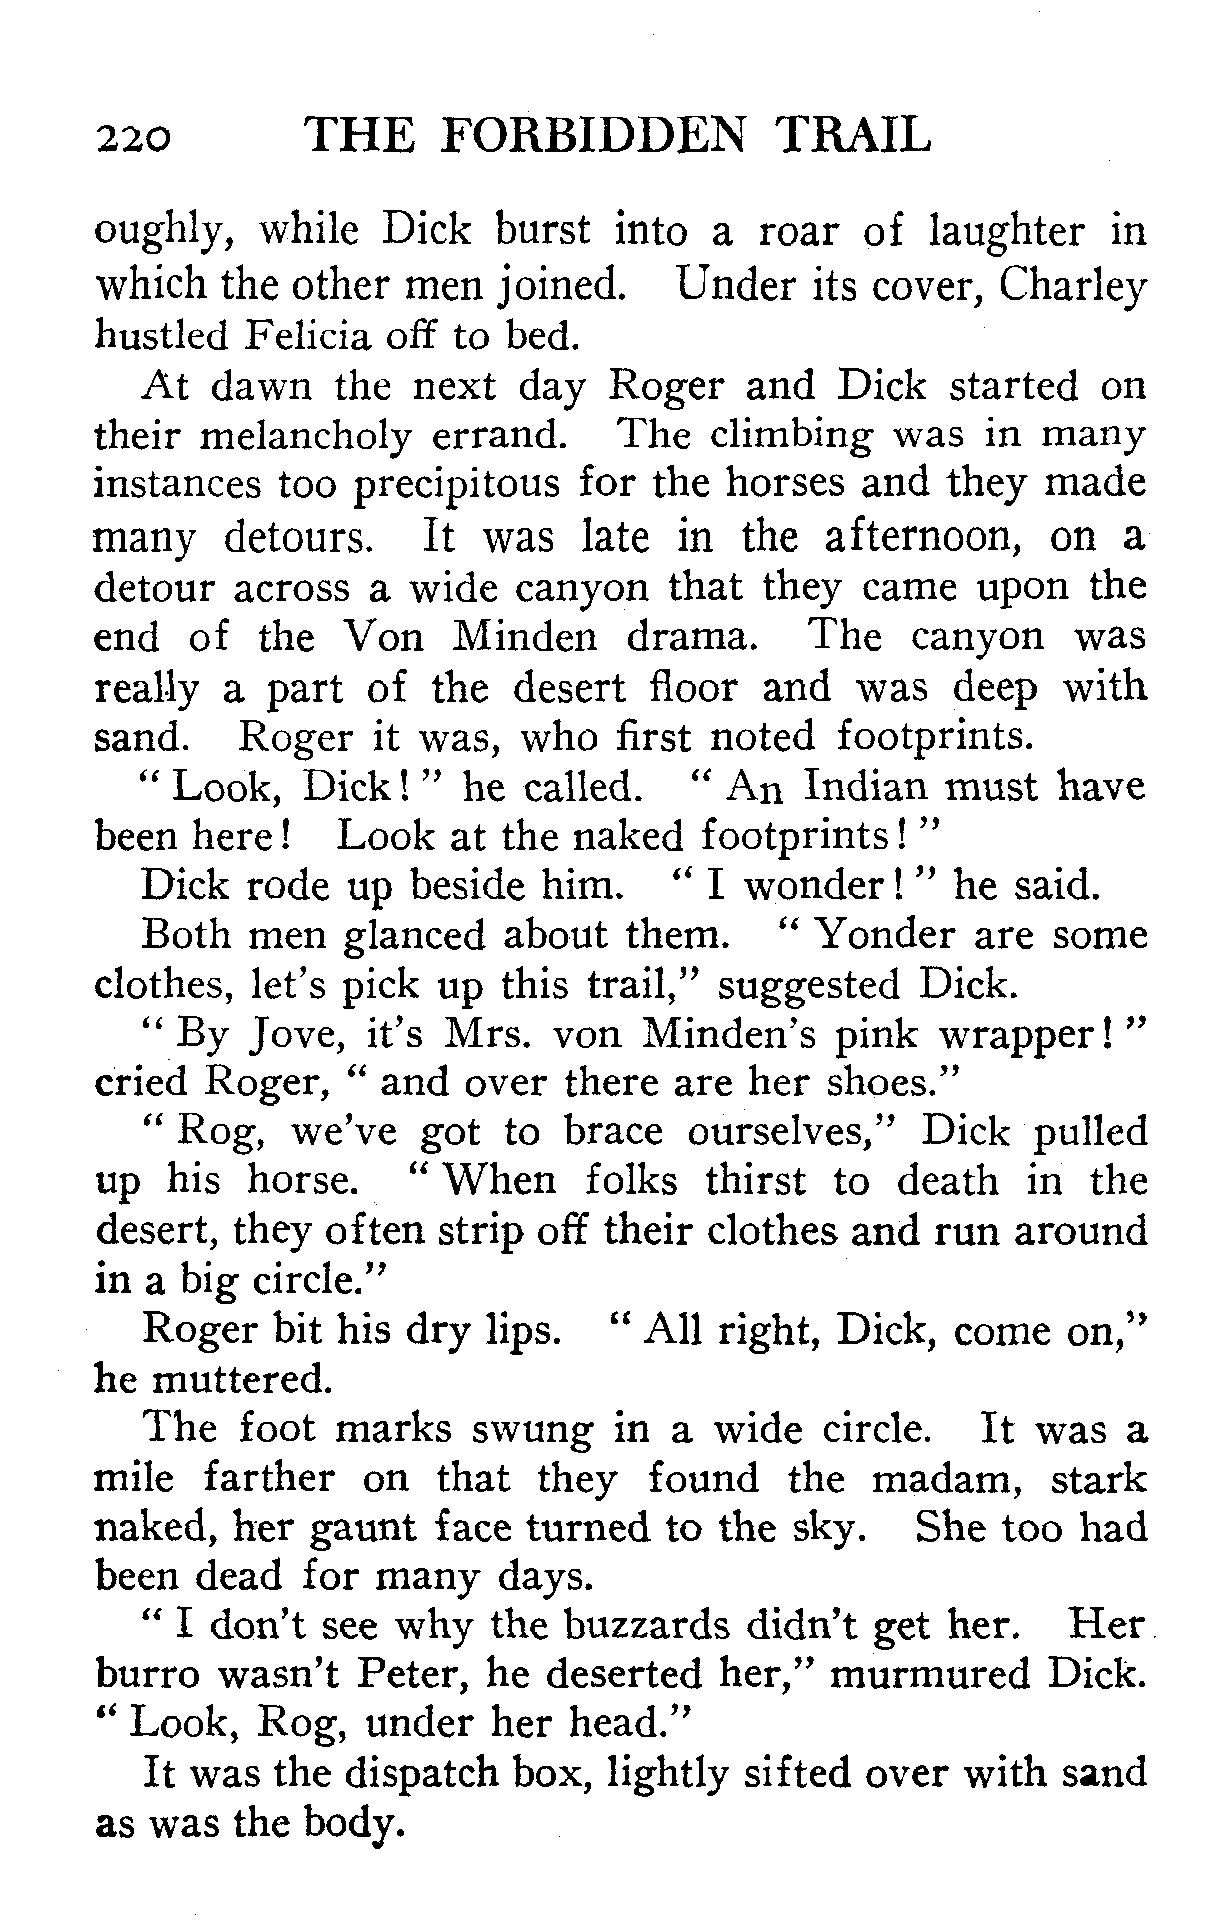 220 THE FORBIDDEN TRAIL
oughly, while Dick burst into a roar of laughter in
which the other men joined. Under its cover, Charley
hustled Felicia off to bed.
At dawn the next day Roger and Dick started on
their melancholy errand. The climbing was in many
instances too precipitous for the horses and they made
many detours. It was late in the afternoon, on a
detour across a wide canyon that they came upon the
end of the Von Minden drama. The canyon was
really a part of the desert floor and was deep with
sand. Roger it was, who first noted footprints.
" Look, Dick! " he called. " An Indian must have
been here! Look at the naked footprints! "
Dick rode up beside him. " I wonder! " he said.
Both men glanced about them. " Yonder are some
clothes, let's pick up this trail," suggested Dick.
" By Jove, it's Mrs. von Minden's pink wrapper! "
cried Roger, " and over there are her shoes."
" Rog, we've got to brace ourselves," Dick pulled
up his horse. " When folks thirst to death in the
desert, they often strip off their clothes and run around
in a big circle."
Roger bit his dry lips. " All right, Dick, come on,"
he muttered.
The foot marks swung in a wide circle. It was a
mile farther on that they found the madam, stark
naked, her gaunt face turned to the sky. She too had
been dead for many days.
" I don't see why the buzzards didn't get her. Her
burro wasn't Peter, he deserted her," murmured Dick.
" Look, Rog, under her head."
It was the dispatch box, lightly sifted over with sand
as was the body.